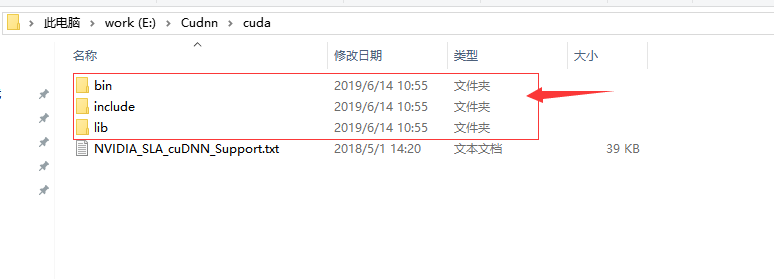 此电脑 > work (E:) > Cudnn > cuda
名称 修改日期 类型 大小
bin 2019/6/14 10:55 文件夹
include 2019/6/14 10:55 文件夹
lib 2019/6/14 10:55 文件夹
NVIDIA_SLA_cuDNN_Support.txt 2018/5/1 14:20 文本文档 39 KB